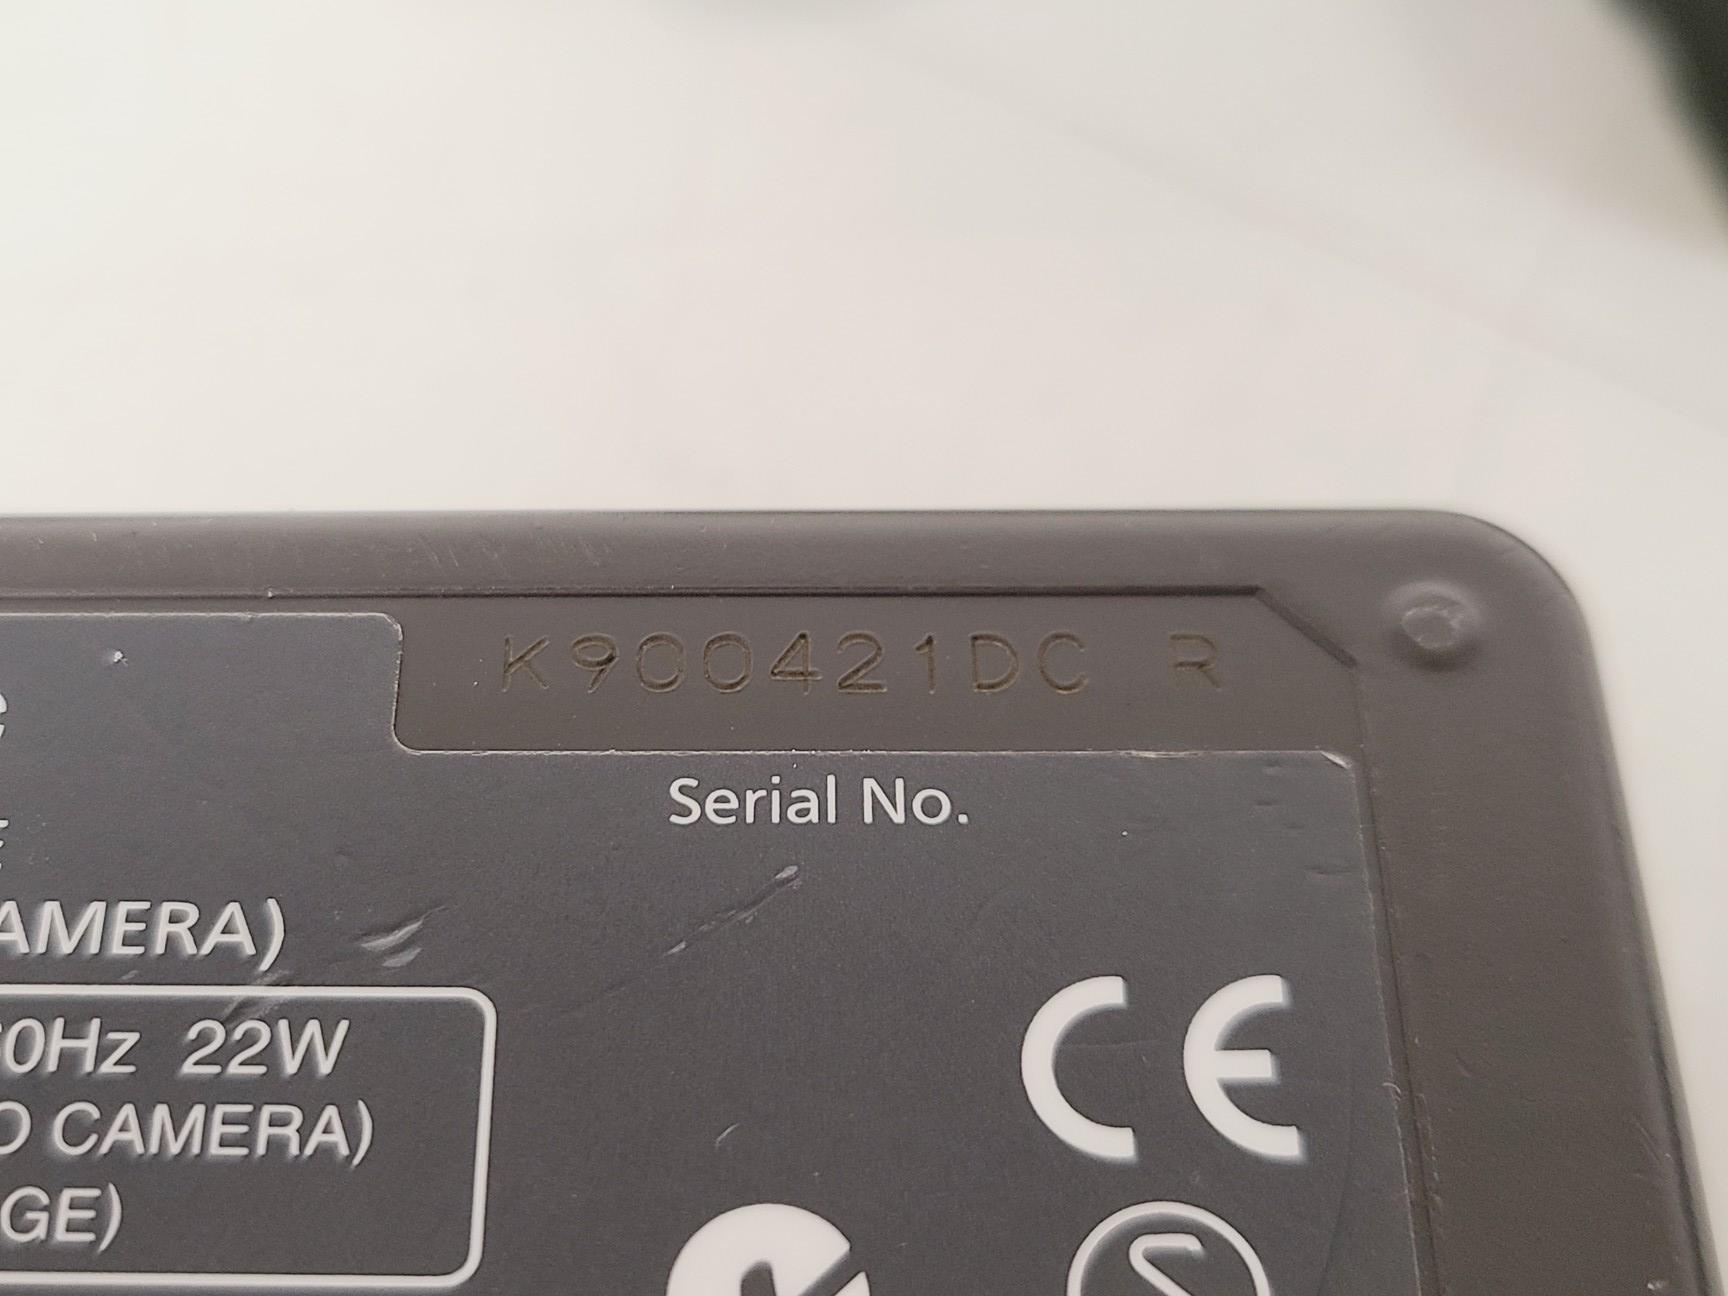 K900421DC R
Serial No.
AMERA)
0Hz 22W
O CAMERA)
GE)
CE